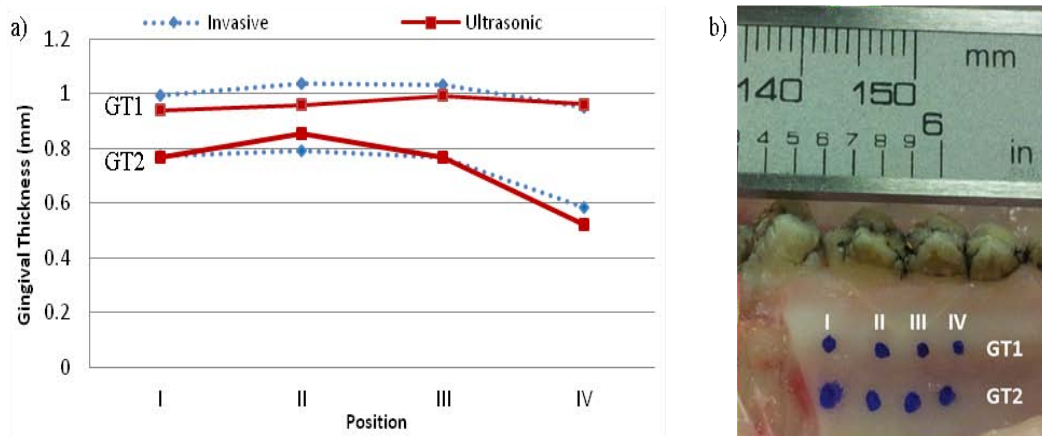 a)
Invasive
Ultrasonic
1.2
1
0.8
0.6
0.4
0.2
0
GT1
GT2
Gingival Thickness (mm)
I II III IV
Position
b)
mm
140 150
3 4 5 6 7 8 9 6
in
I II III IV
GT1
GT2